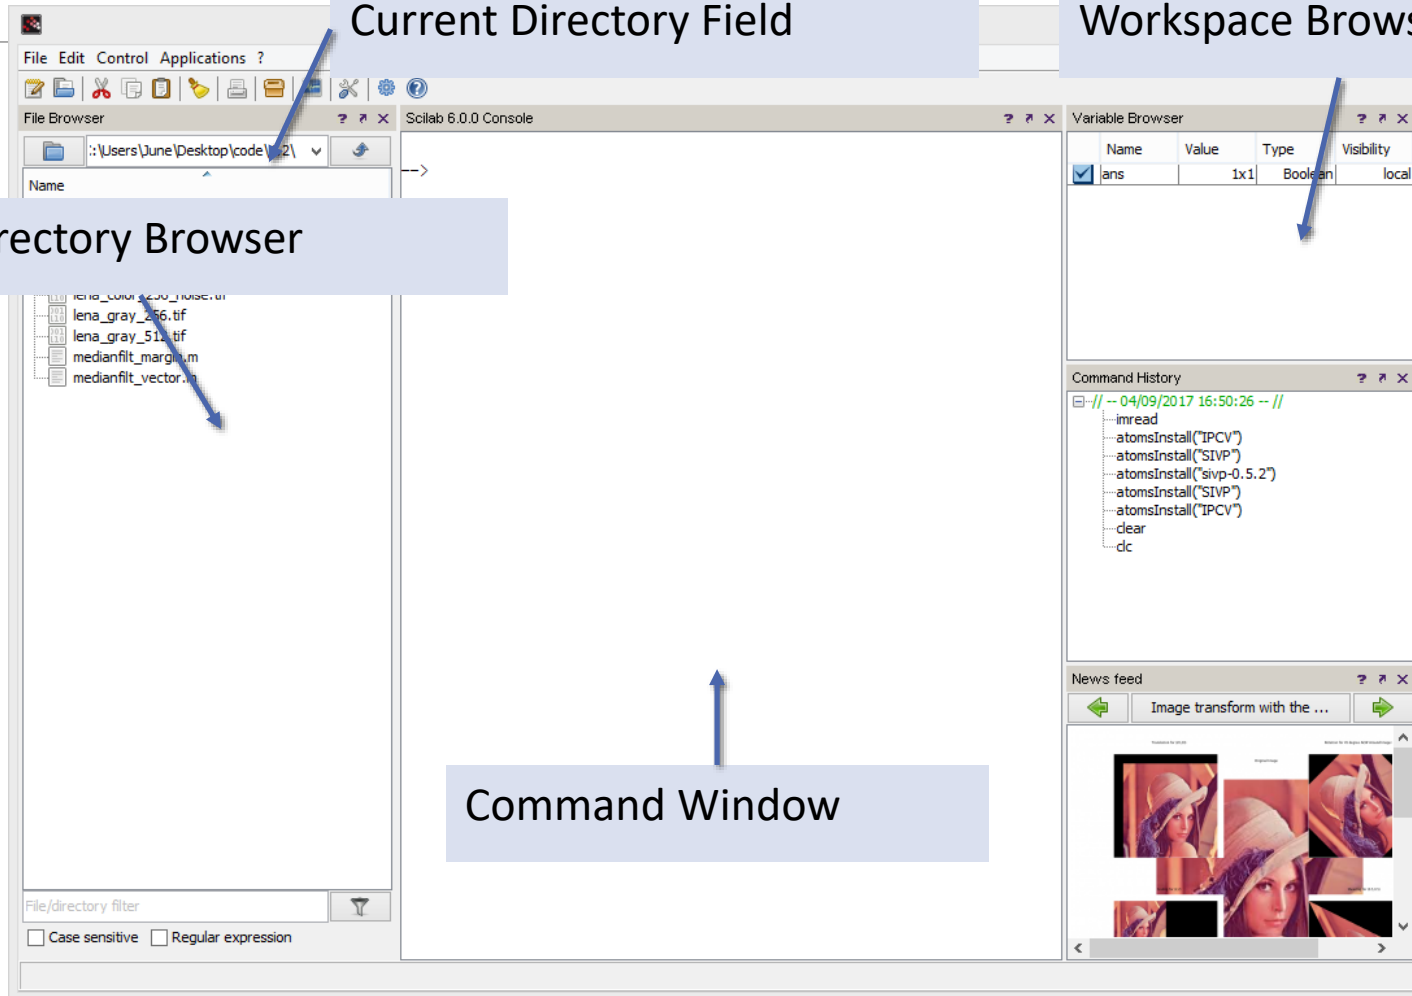 Current Directory Field
Workspace Brows
File Edit Control Applications ?
File Browser
Scilab 6.0.0 Console
Variable Browser
:\Users\June\Desktop\code\
2\
-->
Name Value Type Visibility
ans 1x1 Boolean local
Name
rectory Browser
lena_color_256_noise.tif
lena_gray_256.tif
lena_gray_512.tif
medianfilt_margin.m
medianfilt_vector.m
Command History
// -- 04/09/2017 16:50:26 -- //
imread
atomsInstall("IPCV")
atomsInstall("SIVP")
atomsInstall("sivp-0.5.2")
atomsInstall("SIVP")
atomsInstall("IPCV")
clear
clc
News feed
Image transform with the ...
Command Window
File/directory filter
Case sensitive Regular expression